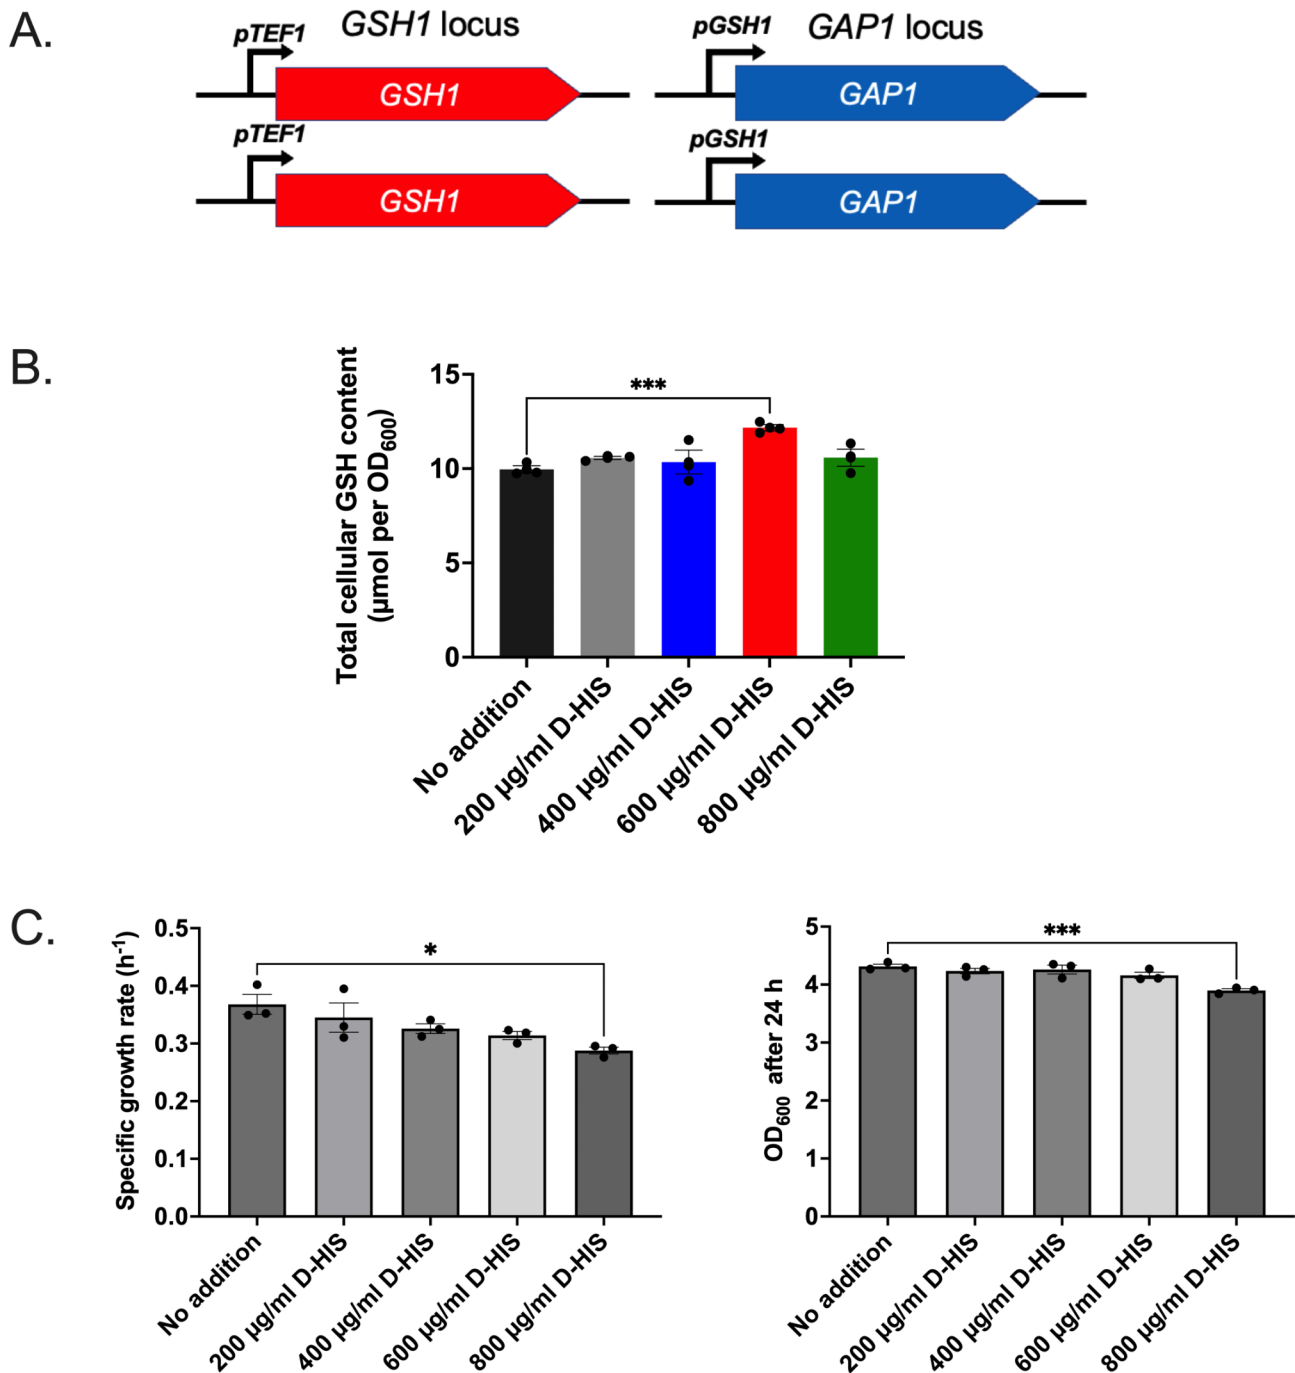 A.
GSH1 locus
GAP1 locus
pTEF1
pGSH1
GSH1
GAP1
pTEF1
pGSH1
GSH1
GAP1
B.
Total cellular GSH content
(µmol per OD600)
15
10
5
0
***
No addition
200 µg/ml D-HIS
400 µg/ml D-HIS
600 µg/ml D-HIS
800 µg/ml D-HIS
C.
Specific growth rate (h-1)
0.5
0.4
0.3
0.2
0.1
0.0
*
No addition
200 µg/ml D-HIS
400 µg/ml D-HIS
600 µg/ml D-HIS
800 µg/ml D-HIS
OD600 after 24 h
5
4
3
2
1
0
***
No addition
200 µg/ml D-HIS
400 µg/ml D-HIS
600 µg/ml D-HIS
800 µg/ml D-HIS